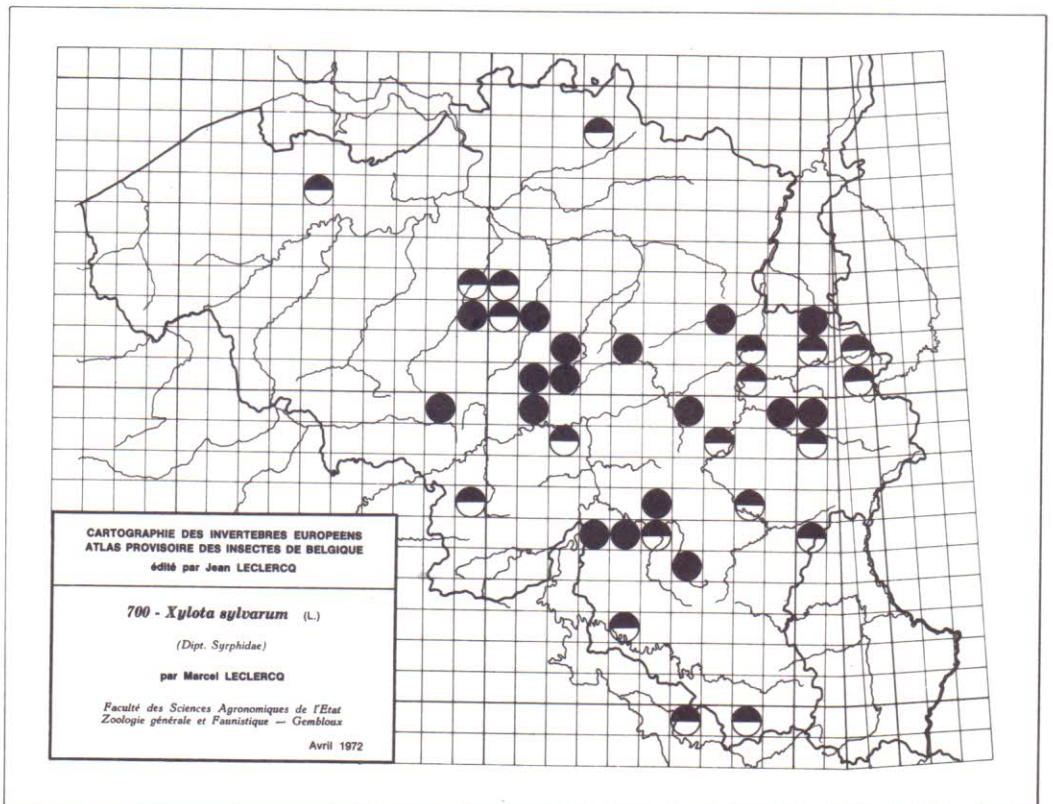 CARTOGRAPHIE DES INVERTEBRES EUROPEENS
ATLAS PROVISOIRE DES INSECTES DE BELGIQUE
édité par Jean LECLERCQ
700 - Xylota sylvarum (L.)
(Dipt. Syrphidae)
par Marcel LECLERCQ
Faculté des Sciences Agronomiques de l'Etat
Zoologie générale et Faunistique — Gembloux
Avril 1972